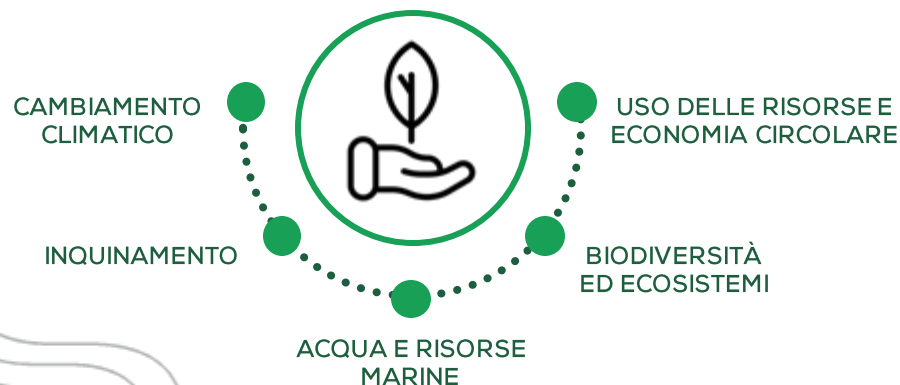 CAMBIAMENTO
CLIMATICO
INQUINAMENTO
ACQUA E RISORSE
MARINE
BIODIVERSITÀ
ED ECOSISTEMI
USO DELLE RISORSE E
ECONOMIA CIRCOLARE